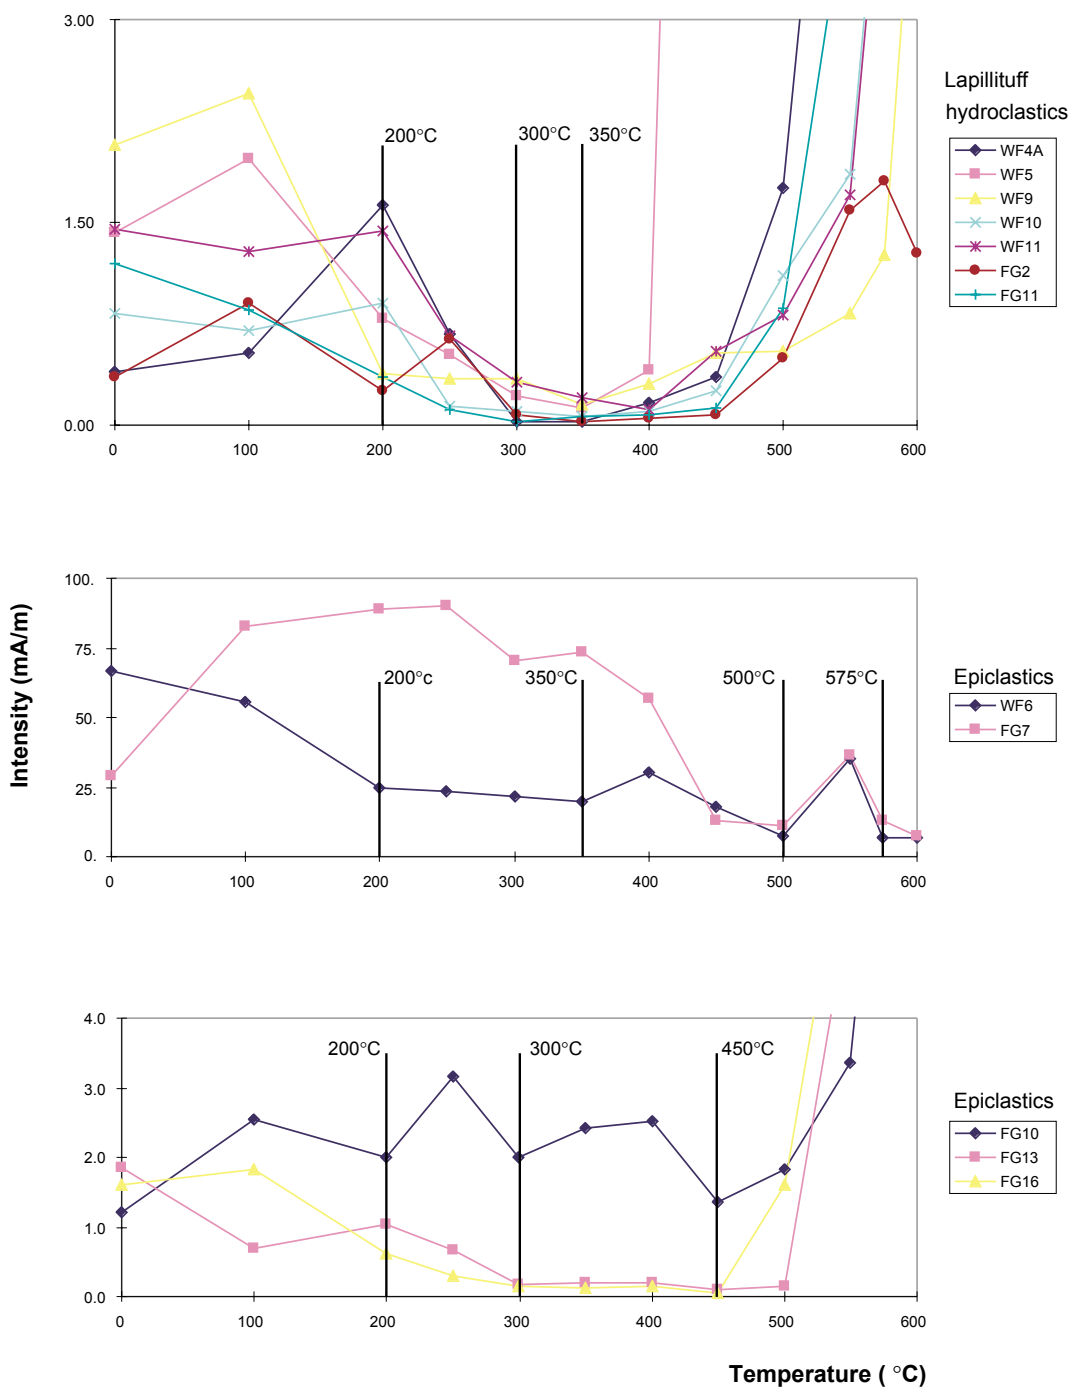 3.00
1.50
0.00
200°C
300°C
350°C
0 100 200 300 400 500 600
Lapillituff
hydroclastics
WF4A
WF5
WF9
WF10
WF11
FG2
FG11
Intensity (mA/m)
100.
75.
50.
25.
0.
200°c
350°C
500°C
575°C
0 100 200 300 400 500 600
Epiclastics
WF6
FG7
4.0
3.0
2.0
1.0
0.0
200°C
300°C
450°C
0 100 200 300 400 500 600
Epiclastics
FG10
FG13
FG16
Temperature ( °C)